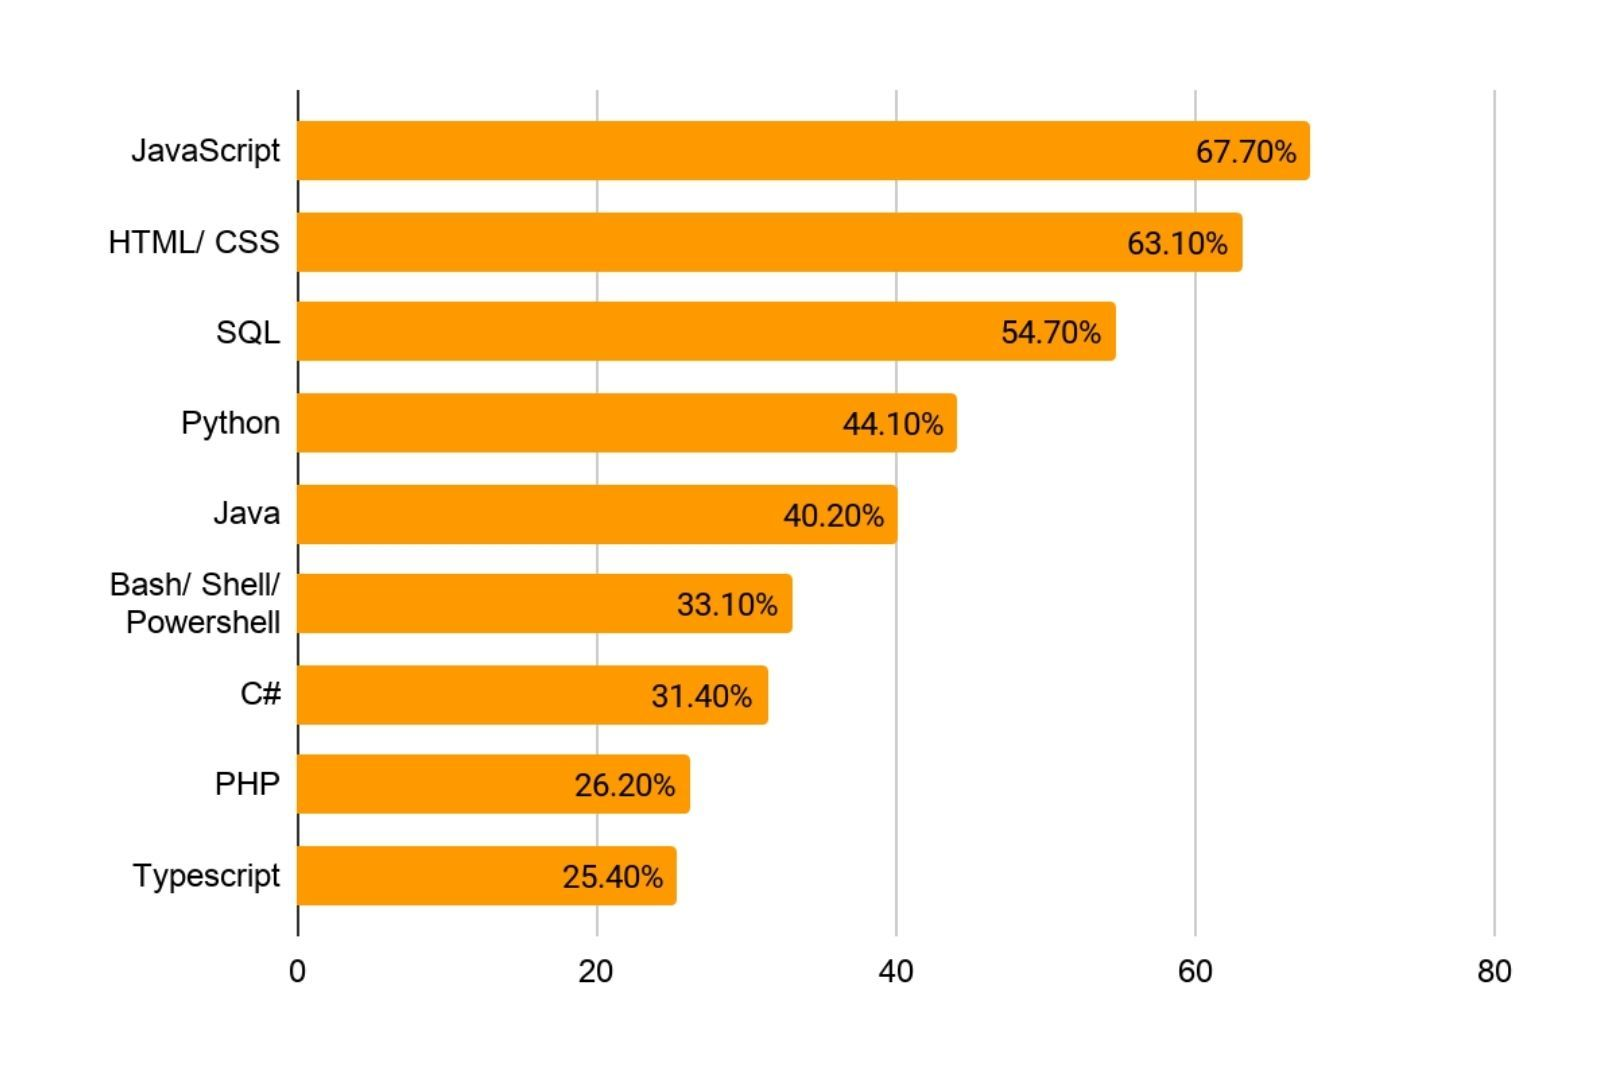 JavaScript 67.70%
HTML/ CSS 63.10%
SQL 54.70%
Python 44.10%
Java 40.20%
Bash/ Shell/
Powershell 33.10%
C# 31.40%
PHP 26.20%
Typescript 25.40%
0 20 40 60 80